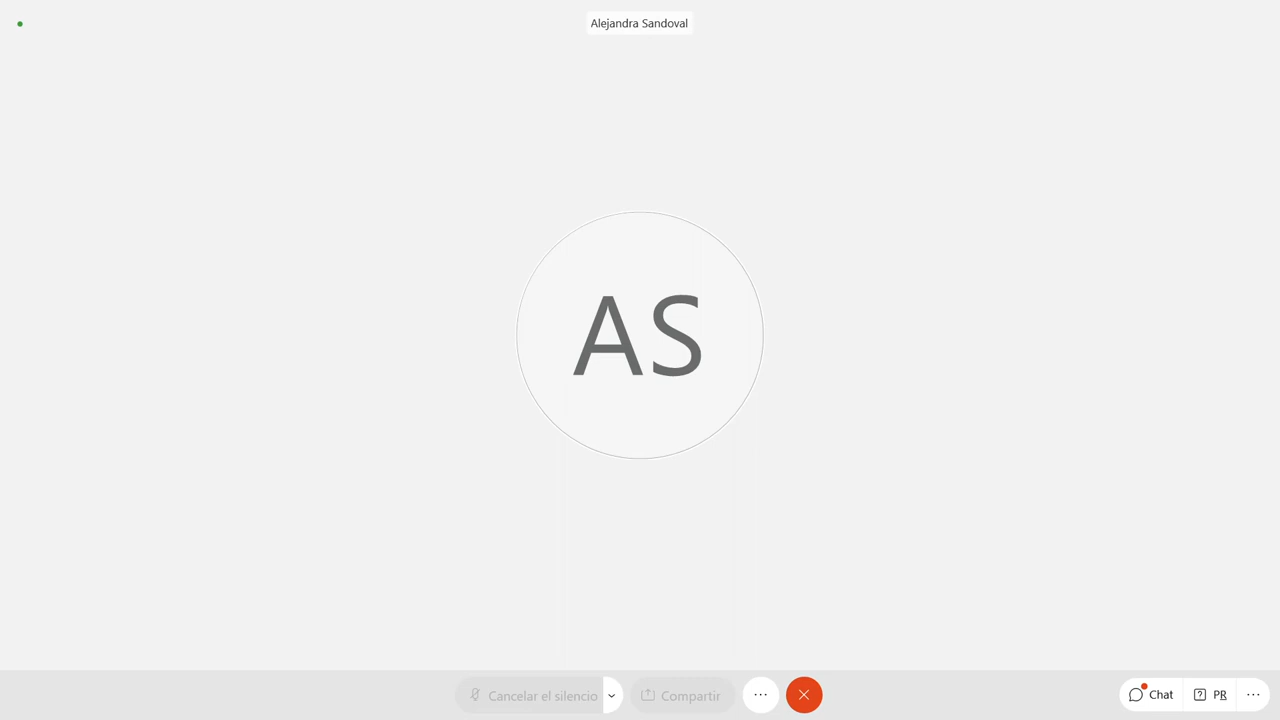 Alejandra Sandoval
AS
Cancelar el silencio
Compartir
Chat
PR